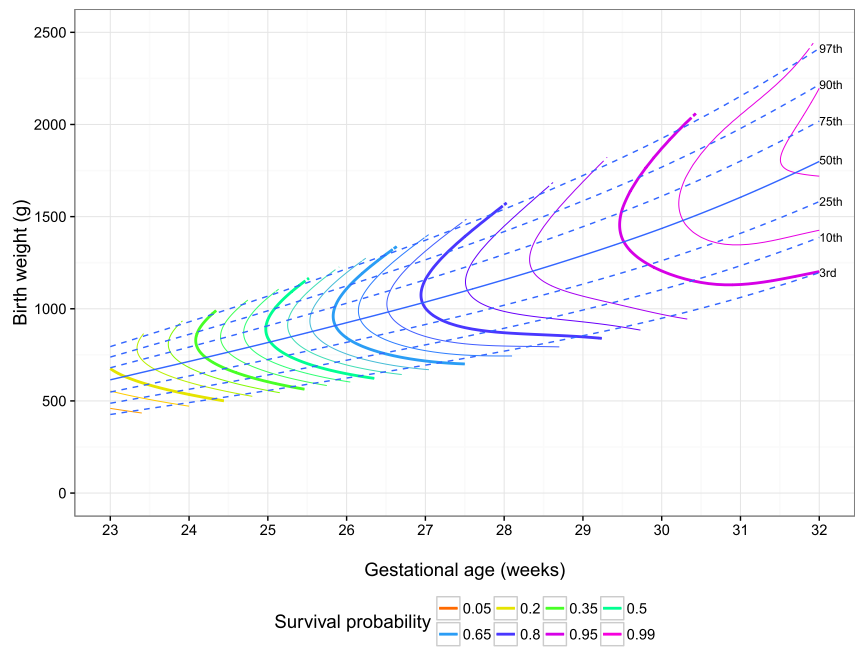 2500
2000
1500
1000
500
0
Birth weight (g)
97th
90th
75th
50th
25th
10th
3rd
23 24 25 26 27 28 29 30 31 32
Gestational age (weeks)
Survival probability
0.05 0.2 0.35 0.5
0.65 0.8 0.95 0.99